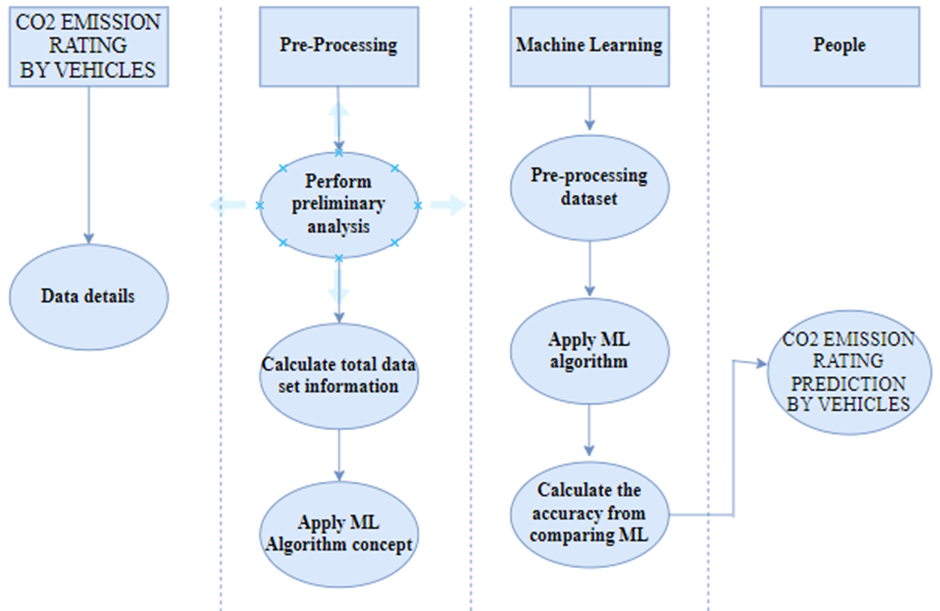 CO2 EMISSION
RATING
BY VEHICLES
Data details
Pre-Processing
Perform
preliminary
analysis
Calculate total data
set information
Apply ML
Algorithm concept
Machine Learning
Pre-processing
dataset
Apply ML
algorithm
Calculate the
accuracy from
comparing ML
People
CO2 EMISSION
RATING
PREDICTION
BY VEHICLES